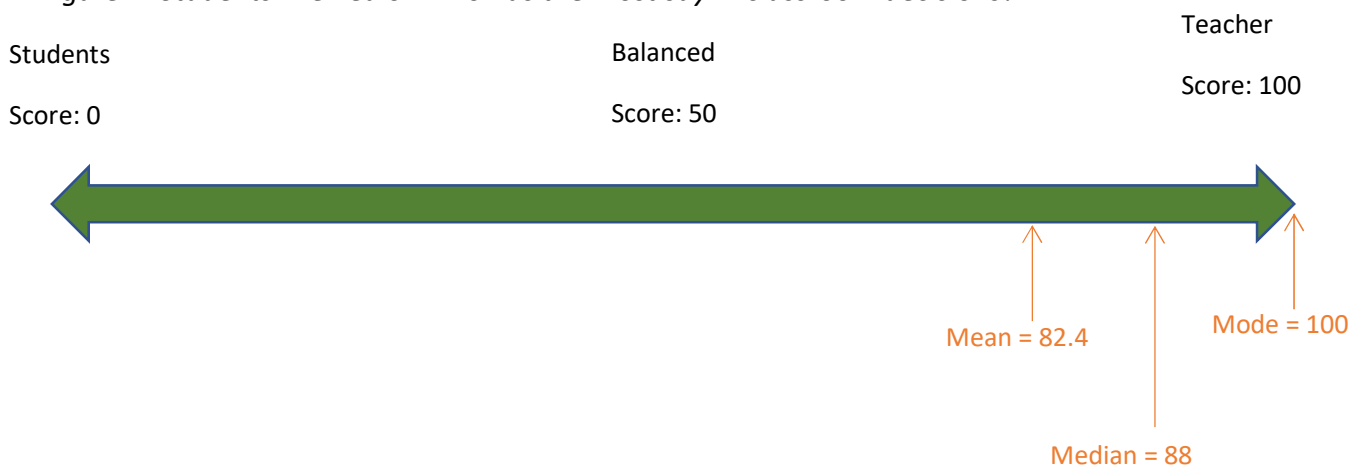 Students
Balanced
Teacher
Score: 0
Score: 50
Score: 100
Mean = 82.4
Mode = 100
Median = 88